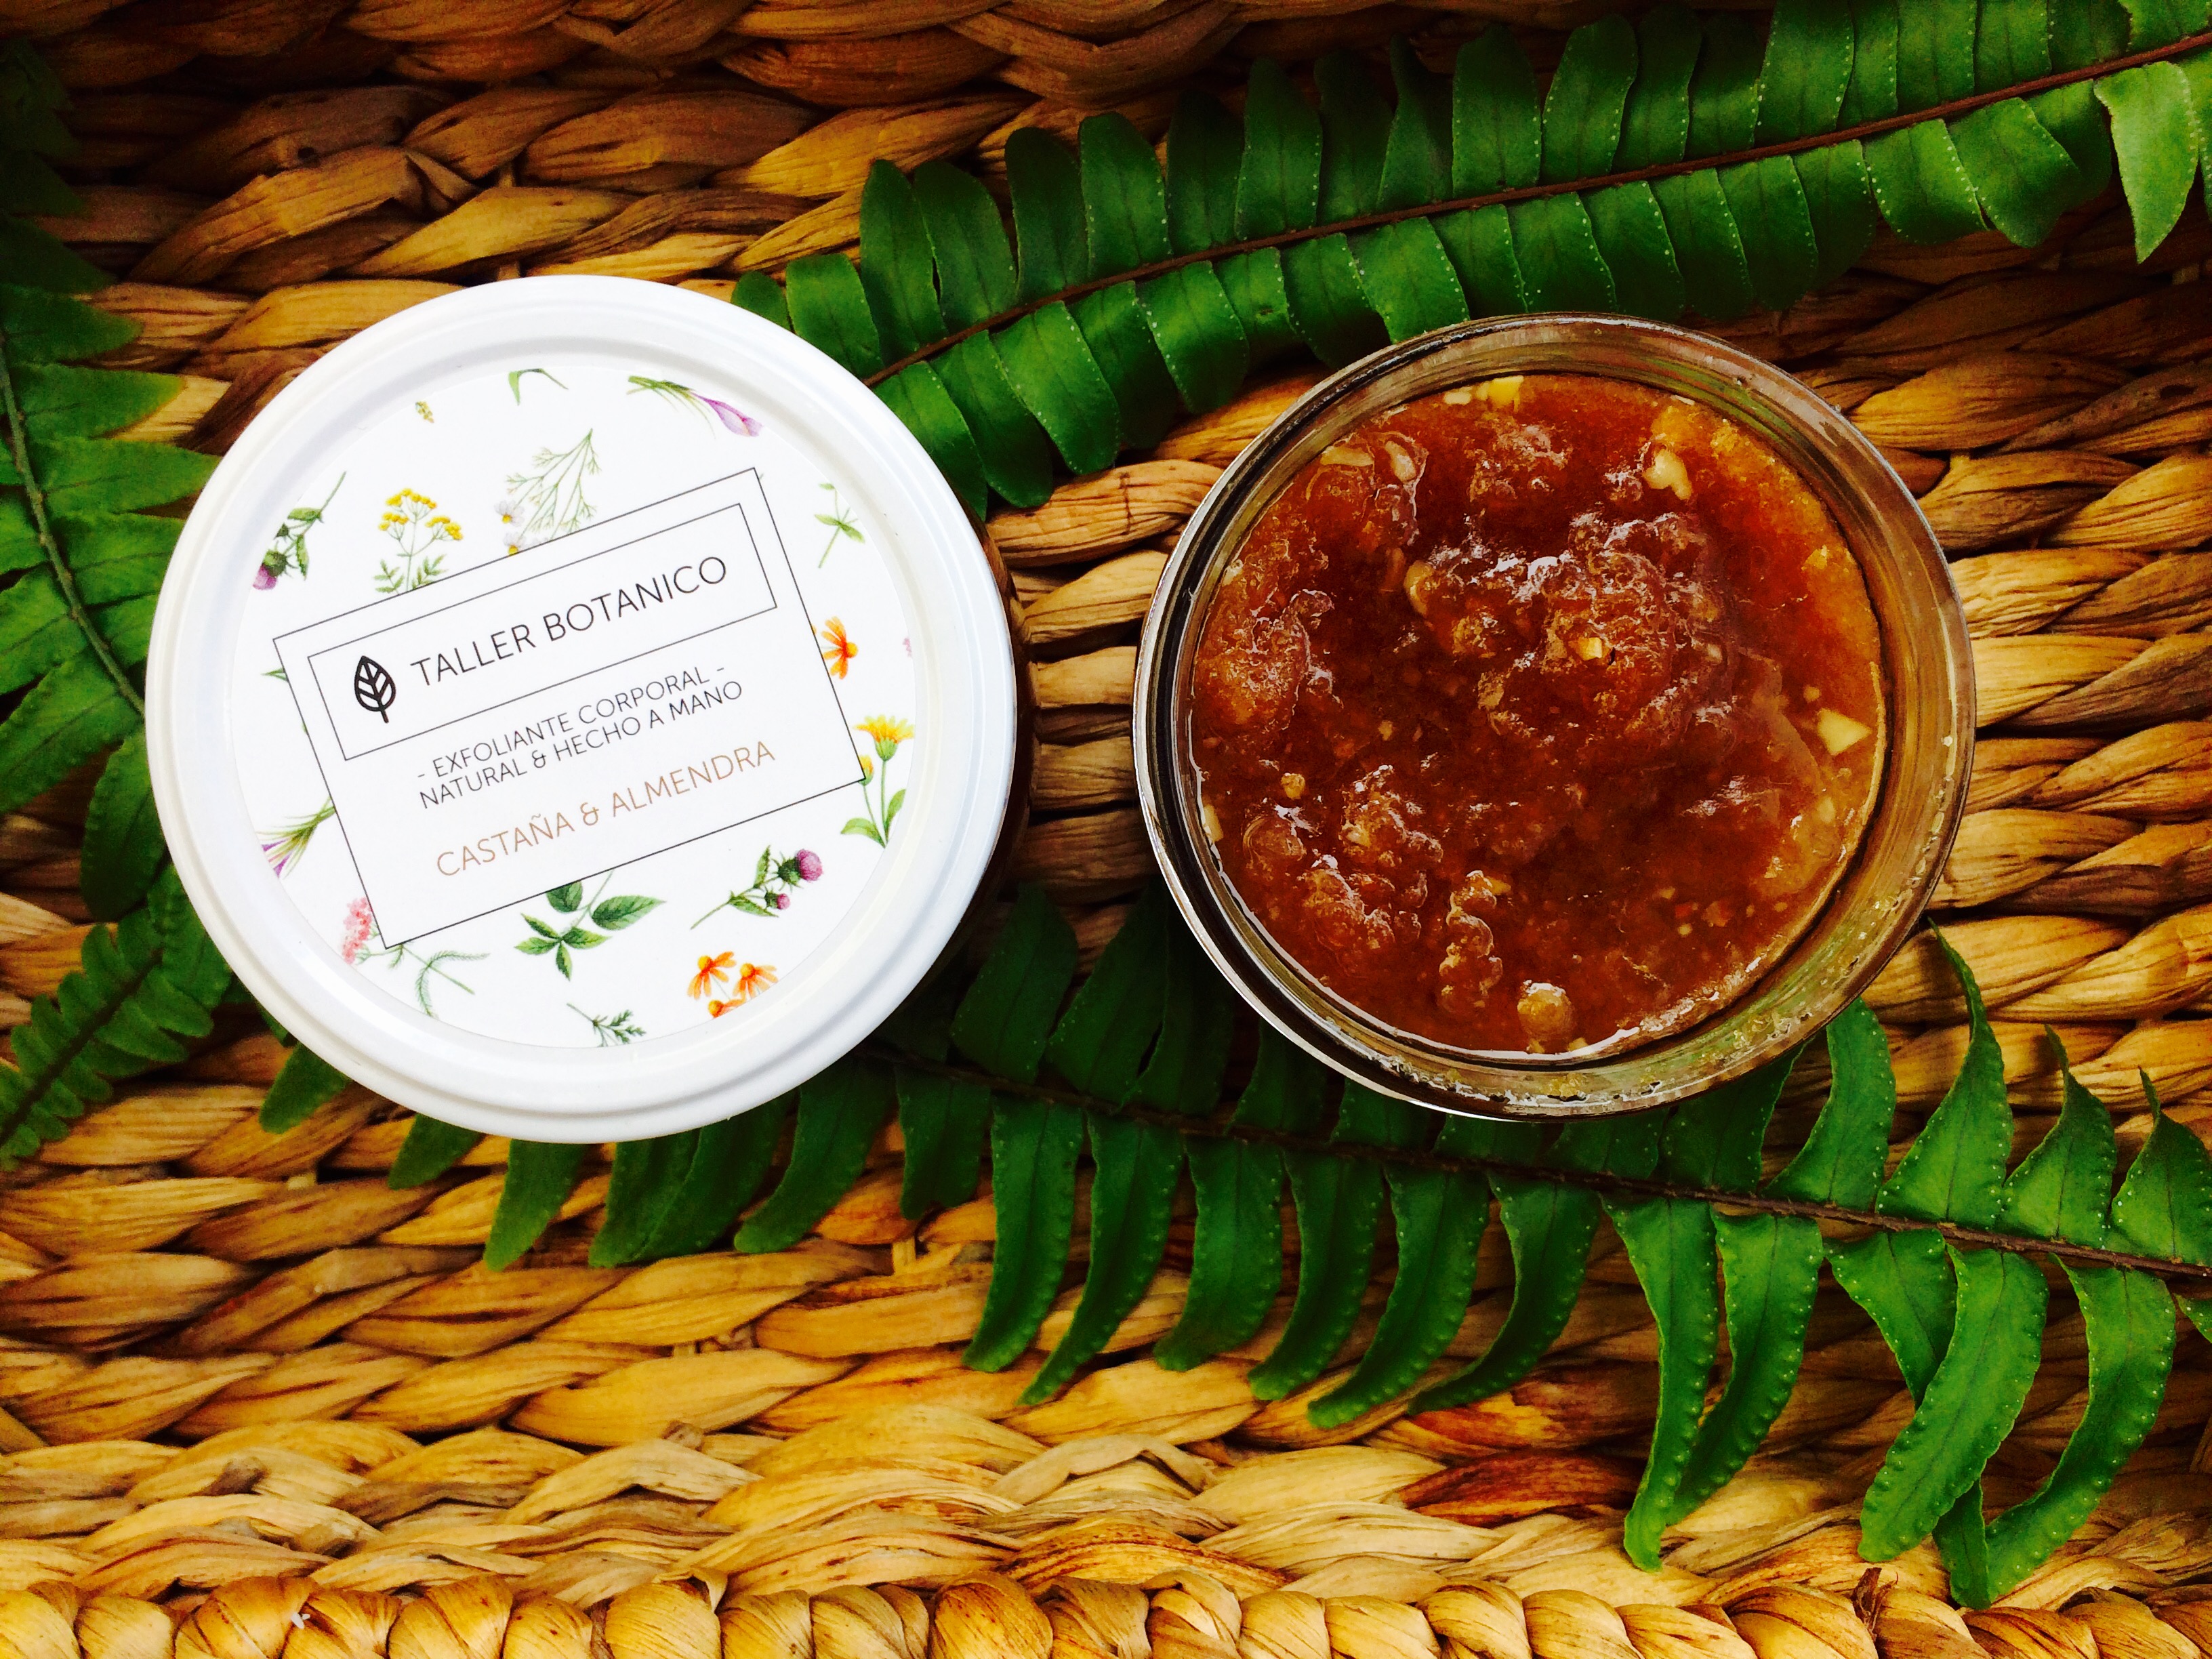 TALLER BOTANICO
- EXFOLIANTE CORPORAL -
NATURAL & HECHO A MANO
CASTAÑA & ALMENDRA